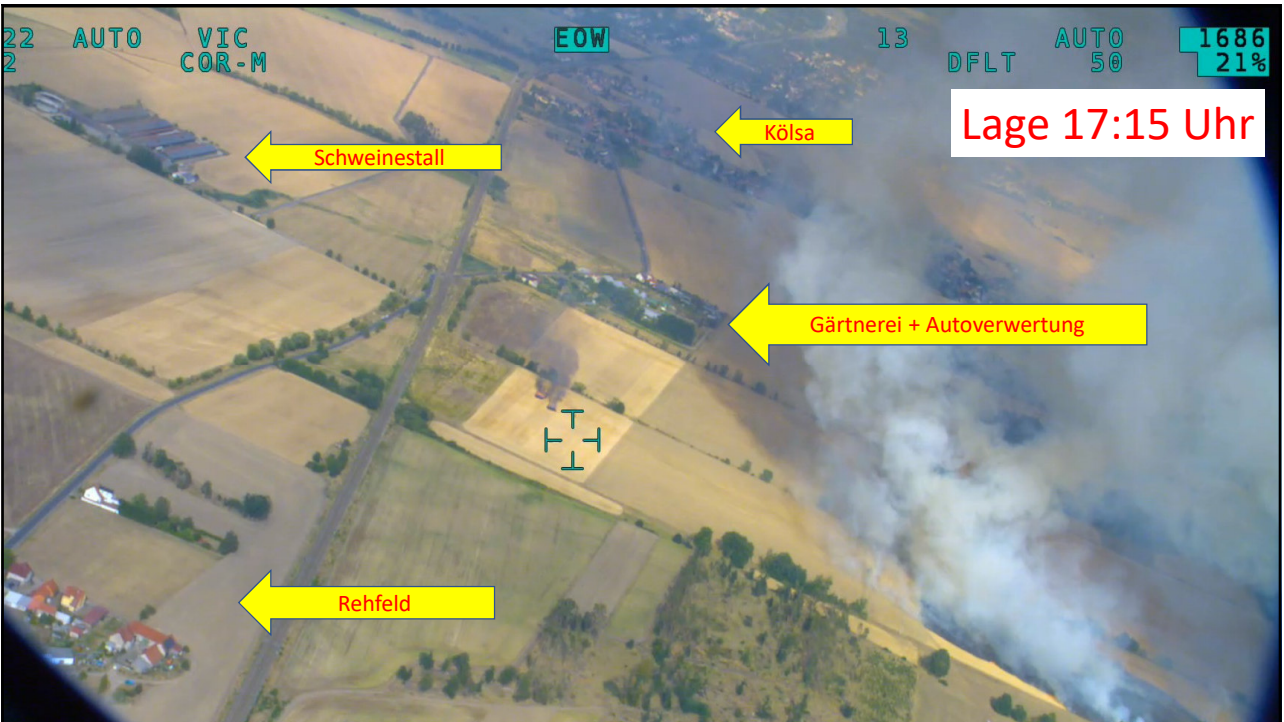 22 AUTO VIC EOW 13 AUTO 1686
2 COR-M DFLT 50 21%
Lage 17:15 Uhr
Kölsa
Schweinestall
Gärtnerei + Autoverwertung
Rehfeld